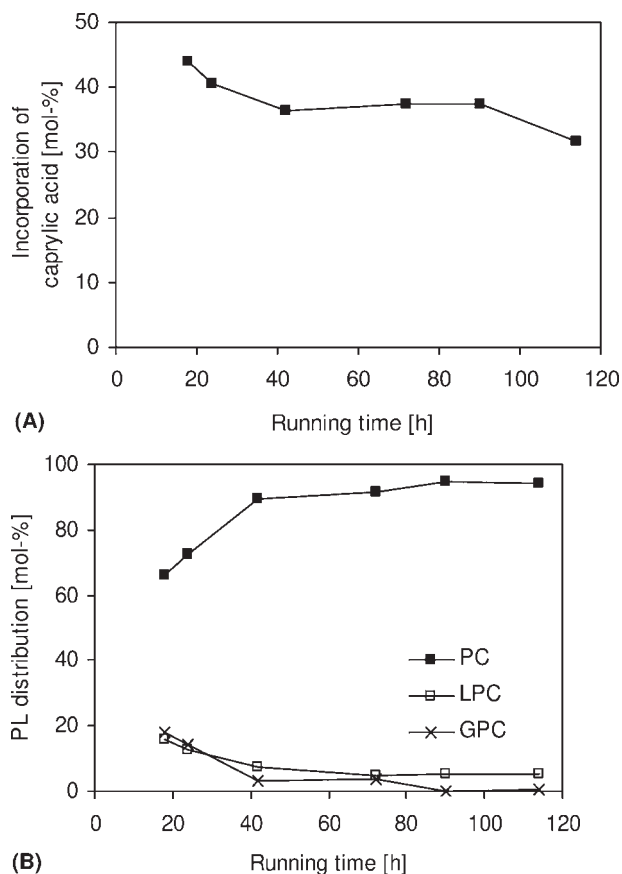 Incorporation of
caprylic acid [mol-%]
50
40
30
20
10
0
0 20 40 60 80 100 120
(A) Running time [h]
PL distribution [mol-%]
100
80
60
40
20
0
PC
LPC
GPC
0 20 40 60 80 100 120
(B) Running time [h]